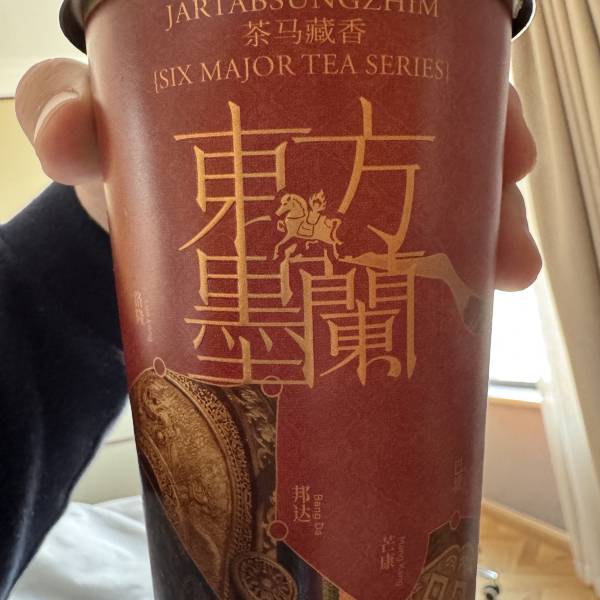 JARTABSUNGZHIM
茶马藏香
{SIX MAJOR TEA SERIES}
東方
墨蘭
邦达
Bang Da
芒康